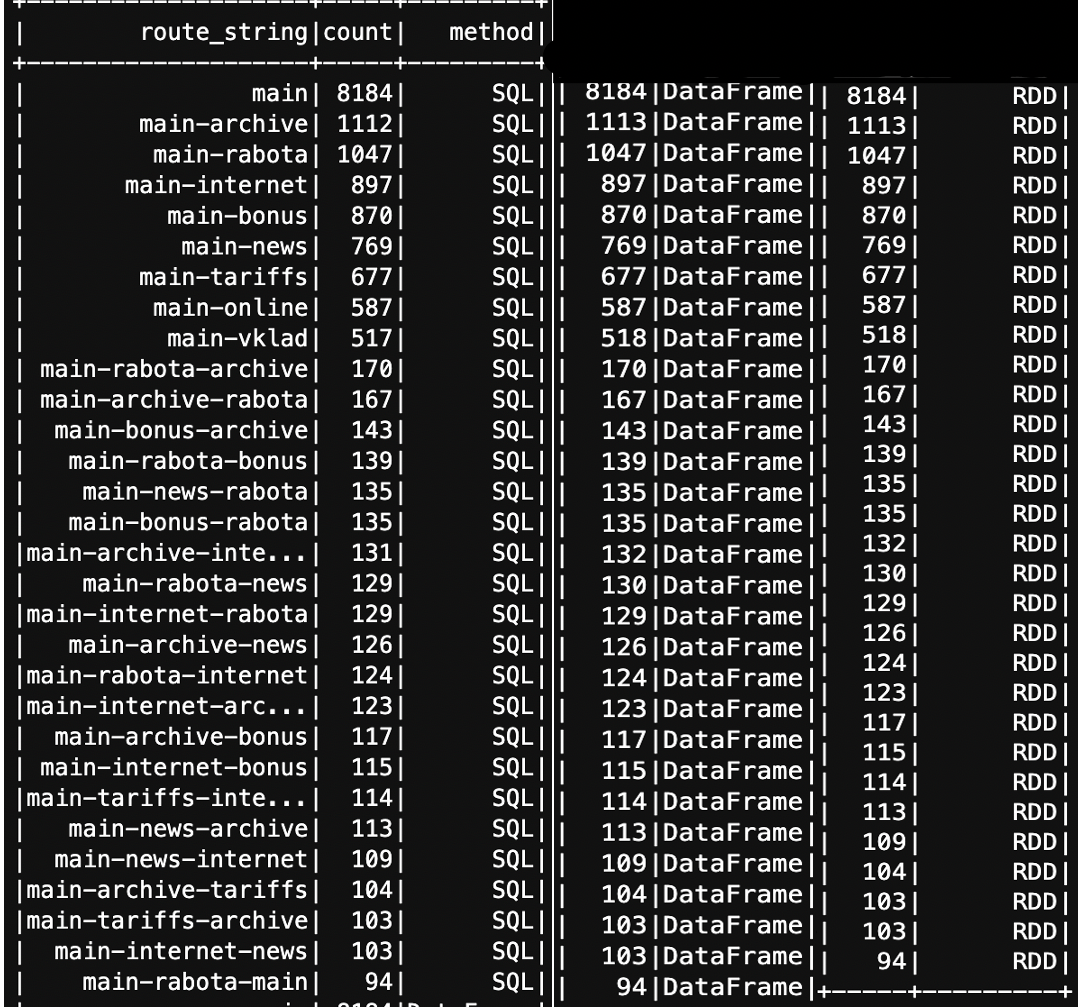 | route_string|count| method|
| main| 8184| SQL| | 8184|DataFrame| | 8184| RDD|
| main-archive| 1112| SQL| | 1113|DataFrame| | 1113| RDD|
| main-rabota| 1047| SQL| | 1047|DataFrame| | 1047| RDD|
| main-internet| 897| SQL| | 897|DataFrame| | 897| RDD|
| main-bonus| 870| SQL| | 870|DataFrame| | 870| RDD|
| main-news| 769| SQL| | 769|DataFrame| | 769| RDD|
| main-tariffs| 677| SQL| | 677|DataFrame| | 677| RDD|
| main-online| 587| SQL| | 587|DataFrame| | 587| RDD|
| main-vklad| 517| SQL| | 518|DataFrame| | 518| RDD|
| main-rabota-archive| 170| SQL| | 170|DataFrame| | 170| RDD|
| main-archive-rabota| 167| SQL| | 167|DataFrame| | 167| RDD|
| main-bonus-archive| 143| SQL| | 143|DataFrame| | 143| RDD|
| main-rabota-bonus| 139| SQL| | 139|DataFrame| | 139| RDD|
| main-news-rabota| 135| SQL| | 135|DataFrame| | 135| RDD|
| main-bonus-rabota| 135| SQL| | 135|DataFrame| | 135| RDD|
|main-archive-inte...| 131| SQL| | 132|DataFrame| | 132| RDD|
| main-rabota-news| 129| SQL| | 130|DataFrame| | 130| RDD|
|main-internet-rabota| 129| SQL| | 129|DataFrame| | 129| RDD|
| main-archive-news| 126| SQL| | 126|DataFrame| | 126| RDD|
|main-rabota-internet| 124| SQL| | 124|DataFrame| | 124| RDD|
|main-internet-arc...| 123| SQL| | 123|DataFrame| | 123| RDD|
| main-archive-bonus| 117| SQL| | 117|DataFrame| | 117| RDD|
| main-internet-bonus| 115| SQL| | 115|DataFrame| | 115| RDD|
|main-tariffs-inte...| 114| SQL| | 114|DataFrame| | 114| RDD|
| main-news-archive| 113| SQL| | 113|DataFrame| | 113| RDD|
| main-news-internet| 109| SQL| | 109|DataFrame| | 109| RDD|
|main-archive-tariffs| 104| SQL| | 104|DataFrame| | 104| RDD|
|main-tariffs-archive| 103| SQL| | 103|DataFrame| | 103| RDD|
| main-internet-news| 103| SQL| | 103|DataFrame| | 103| RDD|
| main-rabota-main| 94| SQL| | 94|DataFrame| | 94| RDD|